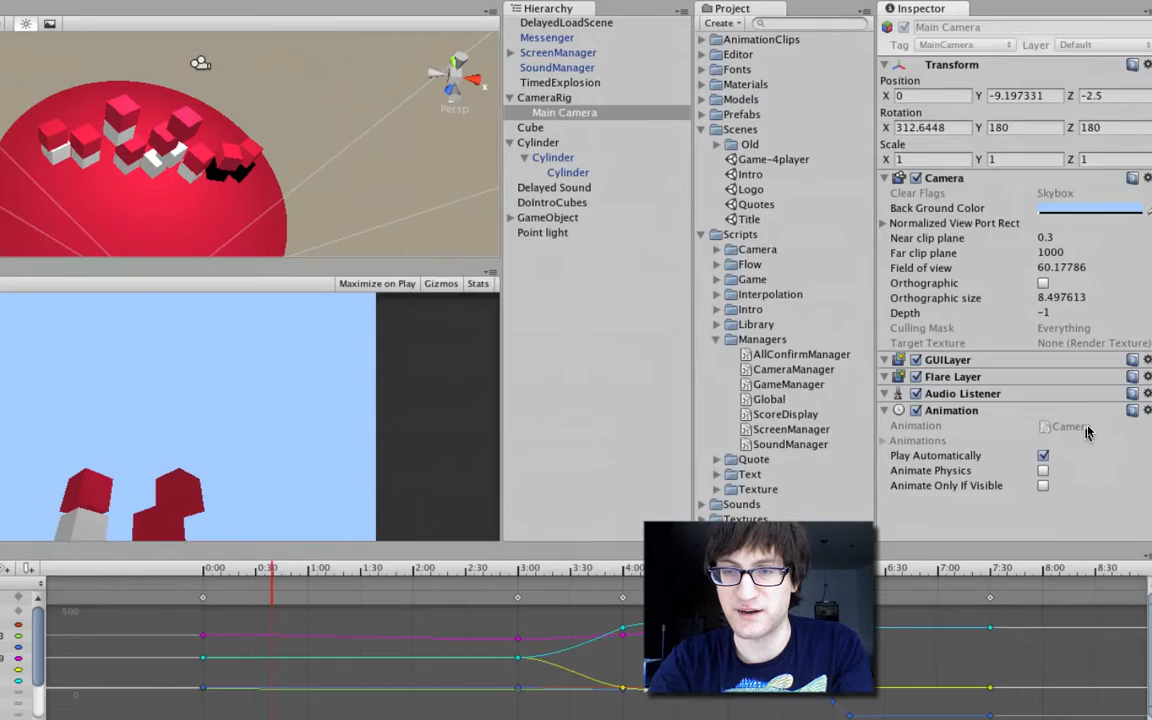 Persp
x
Maximize on Play Gizmos Stats
Hierarchy
DelayedLoadScene
Messenger
ScreenManager
SoundManager
TimedExplosion
CameraRig
Main Camera
Cube
Cylinder
Cylinder
Cylinder
Delayed Sound
DoIntroCubes
GameObject
Point light
Project
Create
AnimationClips
Editor
Fonts
Materials
Models
Prefabs
Scenes
Old
Game-4player
Intro
Logo
Quotes
Title
Scripts
Camera
Flow
Game
Interpolation
Intro
Library
Managers
AllConfirmManager
CameraManager
GameManager
Global
ScoreDisplay
ScreenManager
SoundManager
Quote
Text
Texture
Sounds
Textures
Inspector
Main Camera
Tag MainCamera Layer Default
Transform
Position
X 0 Y -9.197331 Z -2.5
Rotation
X 312.6448 Y 180 Z 180
Scale
X 1 Y 1 Z 1
Camera
Clear Flags Skybox
Back Ground Color
Normalized View Port Rect
Near clip plane 0.3
Far clip plane 1000
Field of view 60.17786
Orthographic
Orthographic size 8.497613
Depth -1
Culling Mask Everything
Target Texture None (Render Texture)
GUILayer
Flare Layer
Audio Listener
Animation
Animation Camer
Animations
Play Automatically
Animate Physics
Animate Only If Visible
0:00 0:30 1:00 1:30 2:00 2:30 3:00 3:30 4:00 6:30 7:00 7:30 8:00 8:30
500
0